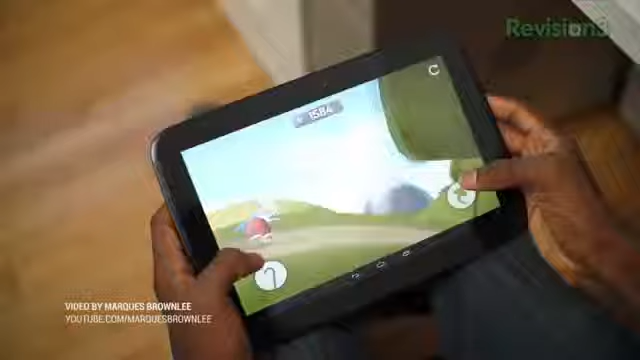 Revision3
1584
VIDEO BY MARQUES BROWNLEE
YOUTUBE.COM/MARQUESBROWNLEE